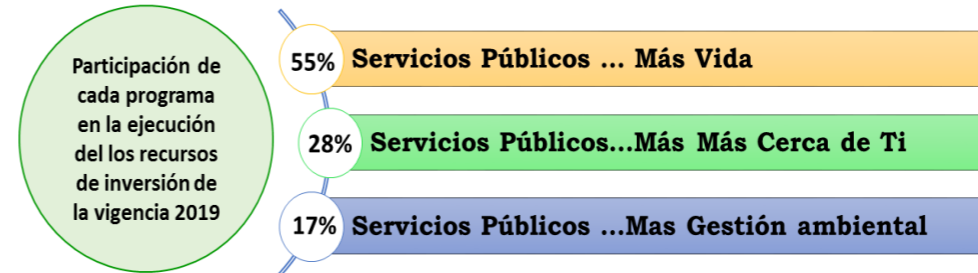 Participación de
cada programa
en la ejecución
del los recursos
de inversión de
la vigencia 2019
55% Servicios Públicos ... Más Vida
28% Servicios Públicos...Más Más Cerca de Ti
17% Servicios Públicos ...Mas Gestión ambiental